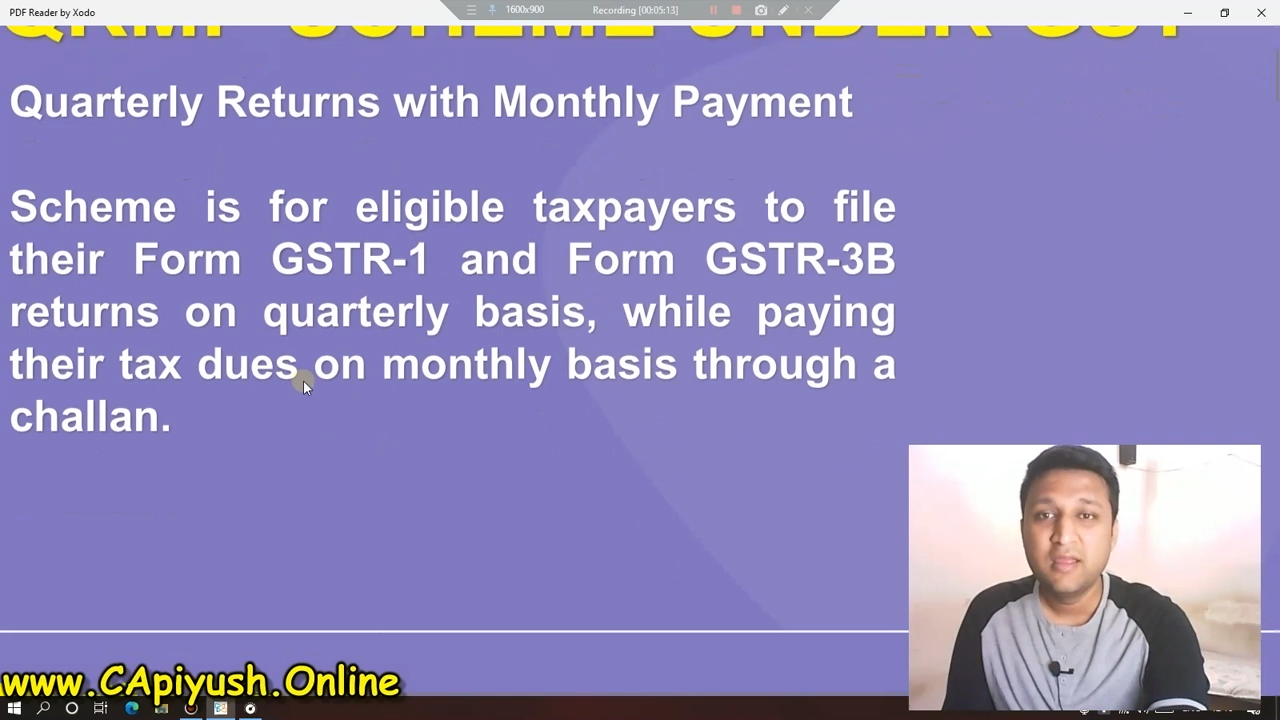 PDF Reader by Xodo
1600x900
Recording [00:05:13]
QRMP SCHEME UNDER GST
Quarterly Returns with Monthly Payment
Scheme is for eligible taxpayers to file
their Form GSTR-1 and Form GSTR-3B
returns on quarterly basis, while paying
their tax dues on monthly basis through a
challan.
www.CApiyush.Online